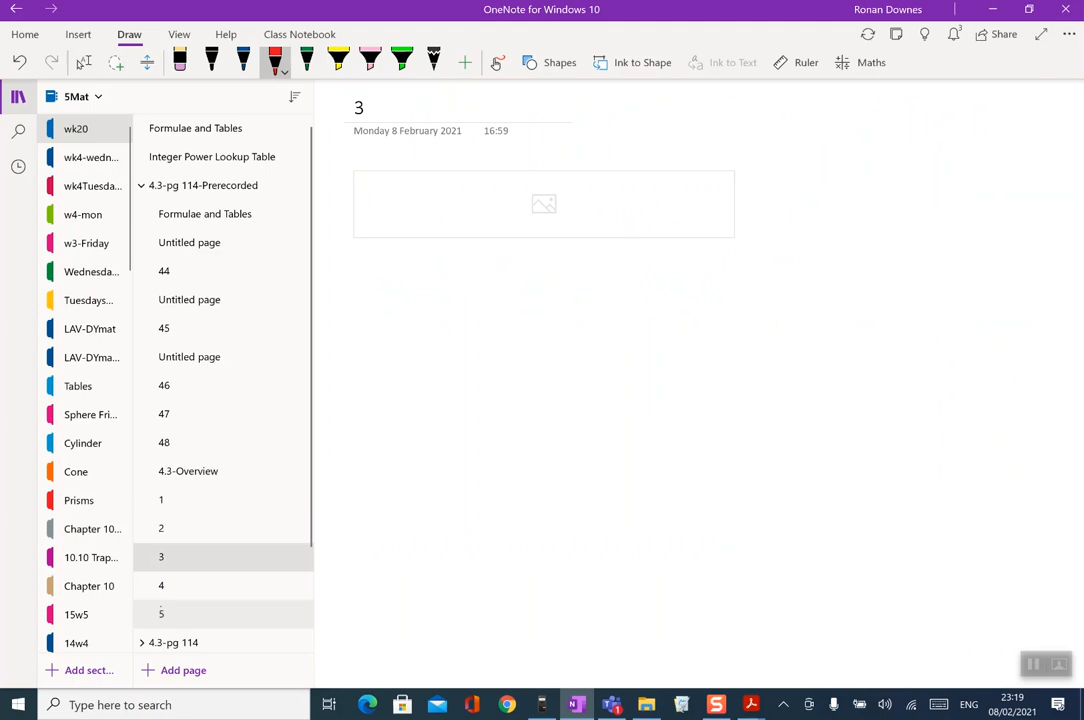 OneNote for Windows 10
Ronan Downes
Home
Insert
Draw
View
Help
Class Notebook
3
Share
Shapes
Ink to Shape
Ink to Text
Ruler
Maths
5Mat
wk20
wk4-wedn...
wk4Tuesda...
w4-mon
w3-Friday
Wednesda...
Tuesdays...
LAV-DYmat
LAV-DYma...
Tables
Sphere Fri...
Cylinder
Cone
Prisms
Chapter 10...
10.10 Trap...
Chapter 10
15w5
14w4
Add sect...
Formulae and Tables
Integer Power Lookup Table
4.3-pg 114-Prerecorded
Formulae and Tables
Untitled page
44
Untitled page
45
Untitled page
46
47
48
4.3-Overview
1
2
3
4
5
4.3-pg 114
Add page
3
Monday 8 February 2021 16:59
Type here to search
1
ENG
23:19
08/02/2021